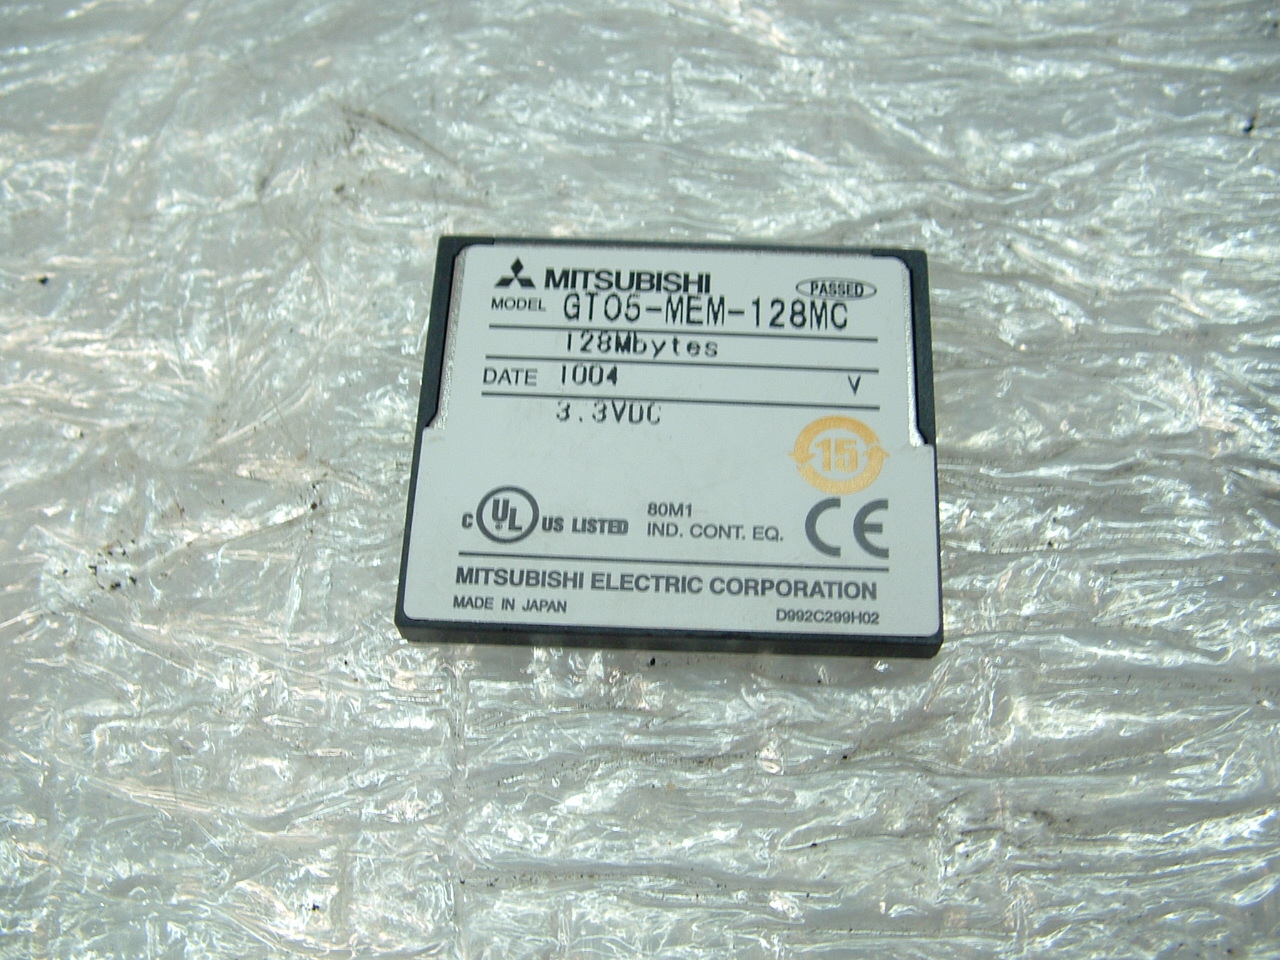 MITSUBISHI
PASSED
MODEL GT05-MEM-128MC
128Mbytes
DATE 1004 V
3.3VDC
15
C UL US LISTED
80M1
IND. CONT. EQ.
CE
MITSUBISHI ELECTRIC CORPORATION
MADE IN JAPAN D992C299H02